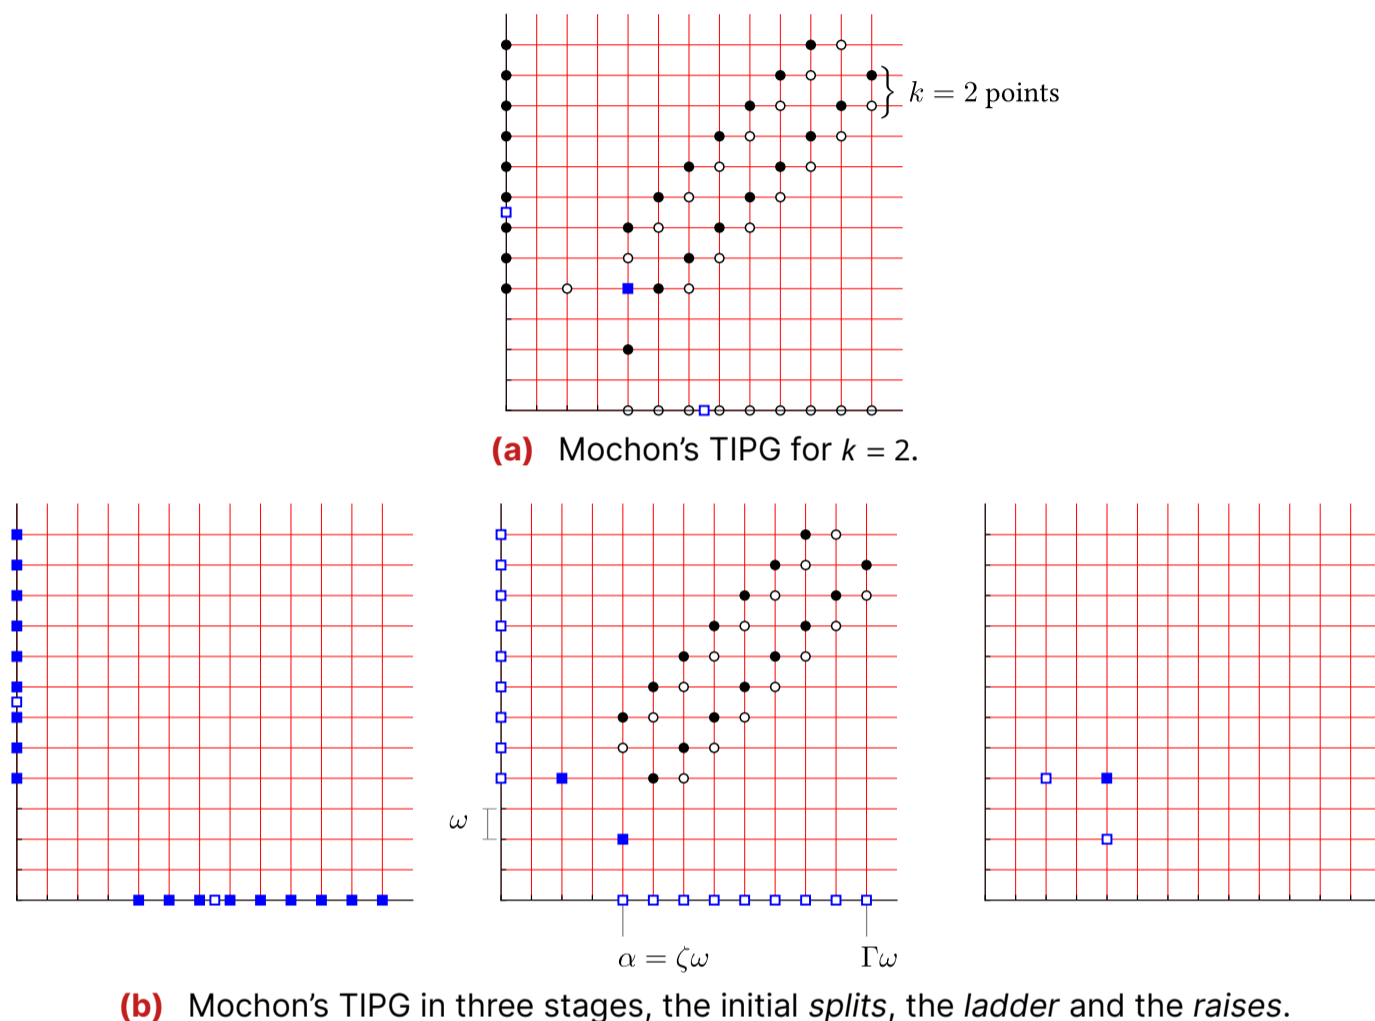 k = 2 points
(a) Mochon's TIPG for k = 2.
ω
α = ζω
Γω
(b) Mochon's TIPG in three stages, the initial splits, the ladder and the raises.